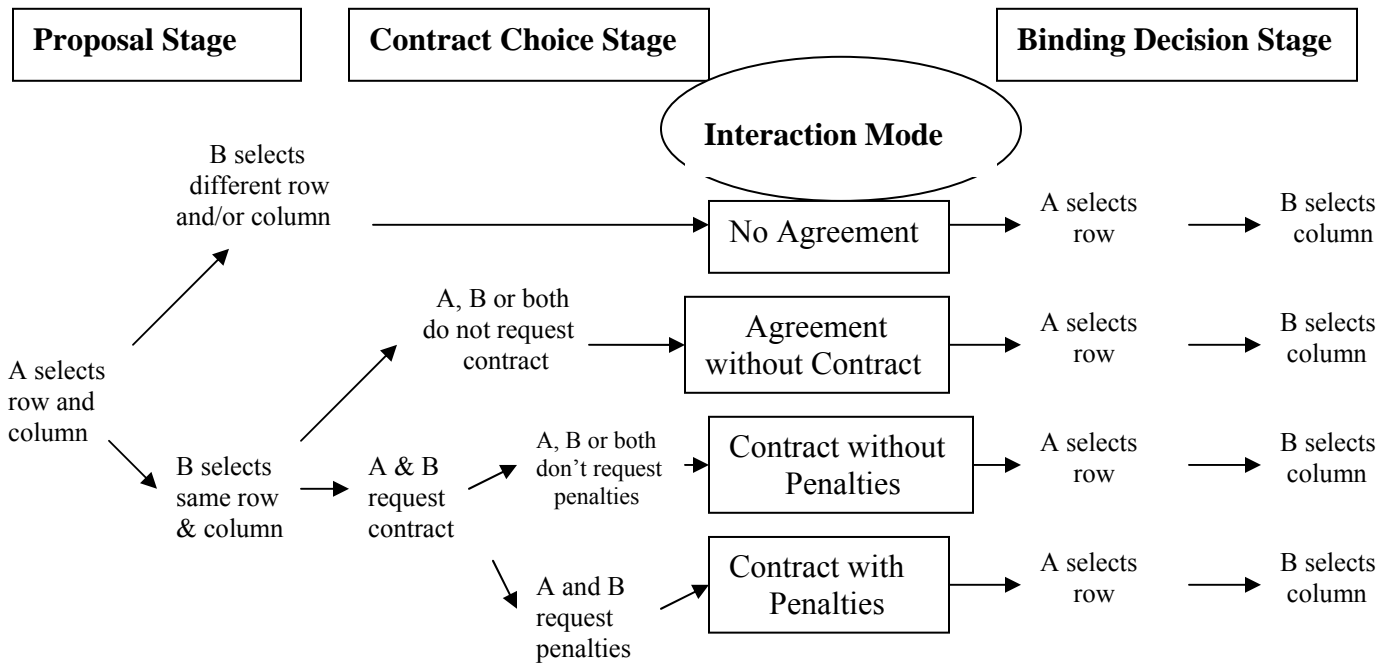 Proposal Stage
Contract Choice Stage
Binding Decision Stage
Interaction Mode
B selects
different row
and/or column
No Agreement
A selects
row
B selects
column
A, B or both
do not request
contract
Agreement
without Contract
A selects
row
B selects
column
A selects
row and
column
B selects
same row
& column
A & B
request
contract
A, B or both
don't request
penalties
Contract without
Penalties
A selects
row
B selects
column
A and B
request
penalties
Contract with
Penalties
A selects
row
B selects
column